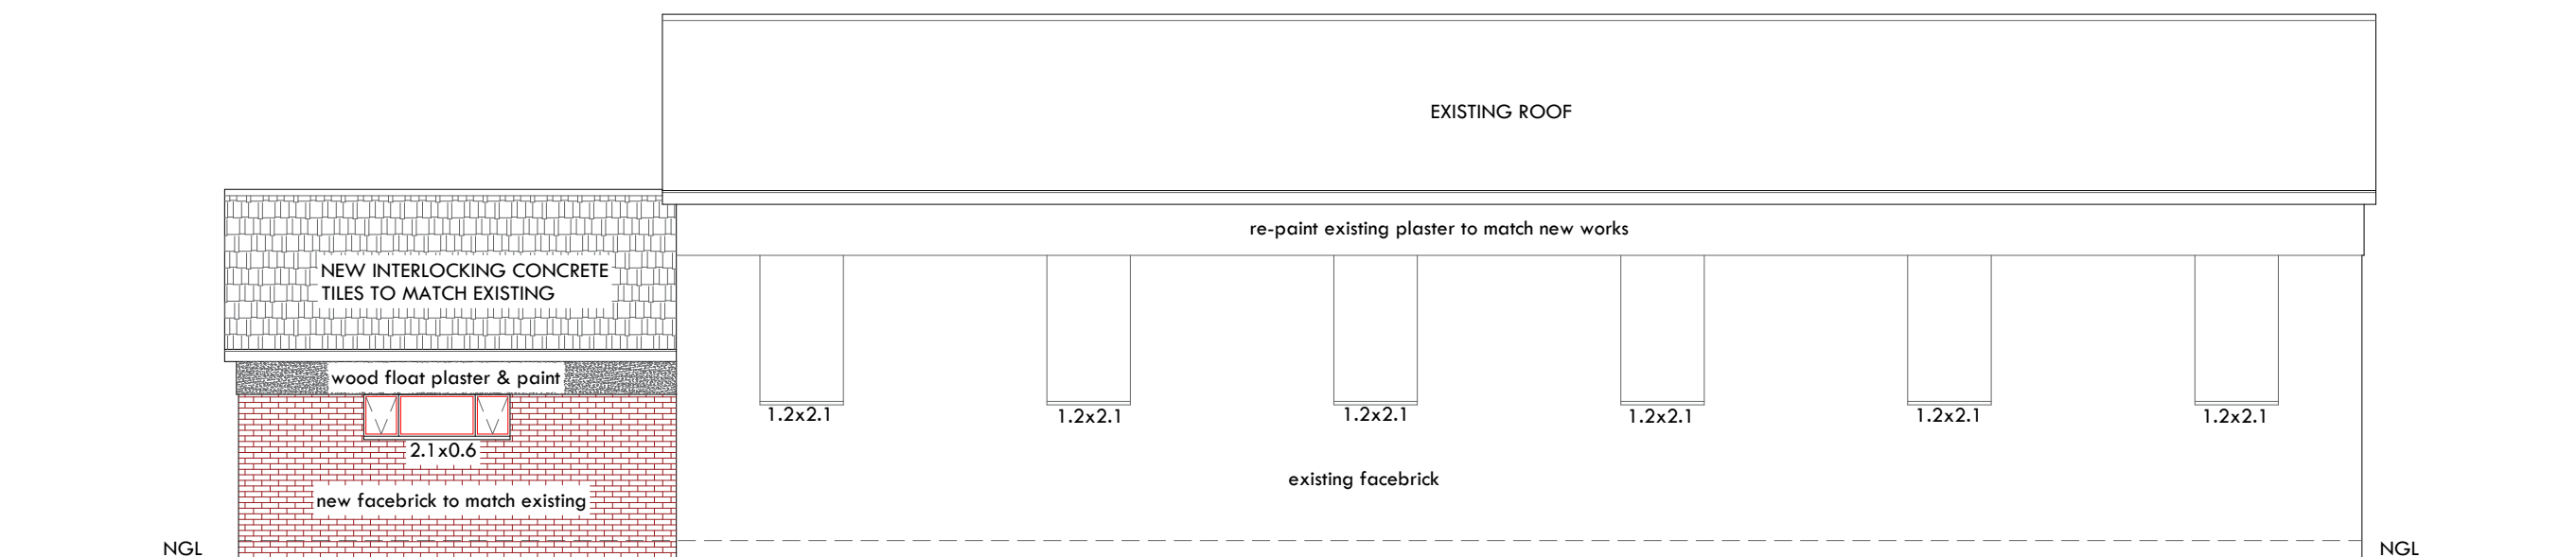 EXISTING ROOF
re-paint existing plaster to match new works
NEW INTERLOCKING CONCRETE
TILES TO MATCH EXISTING
wood float plaster & paint
1.2x2.1
1.2x2.1
1.2x2.1
1.2x2.1
1.2x2.1
1.2x2.1
2.1x0.6
existing facebrick
new facebrick to match existing
NGL
NGL